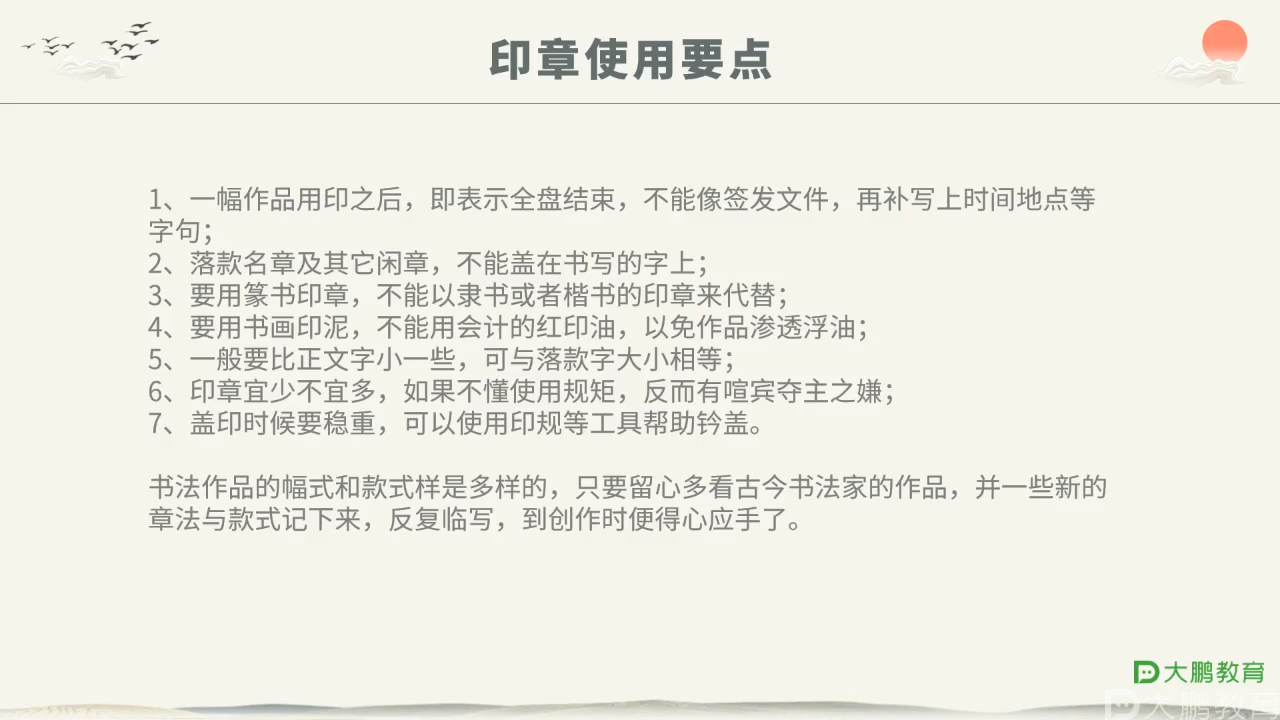 印章使用要点
1、一幅作品用印之后，即表示全盘结束，不能像签发文件，再补写上时间地点等
字句；
2、落款名章及其它闲章，不能盖在书写的字上；
3、要用篆书印章，不能以隶书或者楷书的印章来代替；
4、要用书画印泥，不能用会计的红印油，以免作品渗透浮油；
5、一般要比正文字小一些，可与落款字大小相等；
6、印章宜少不宜多，如果不懂使用规矩，反而有喧宾夺主之嫌；
7、盖印时候要稳重，可以使用印规等工具帮助钤盖。
书法作品的幅式和款式样是多样的，只要留心多看古今书法家的作品，并一些新的
章法与款式记下来，反复临写，到创作时便得心应手了。
大鹏教育
大鹏教育